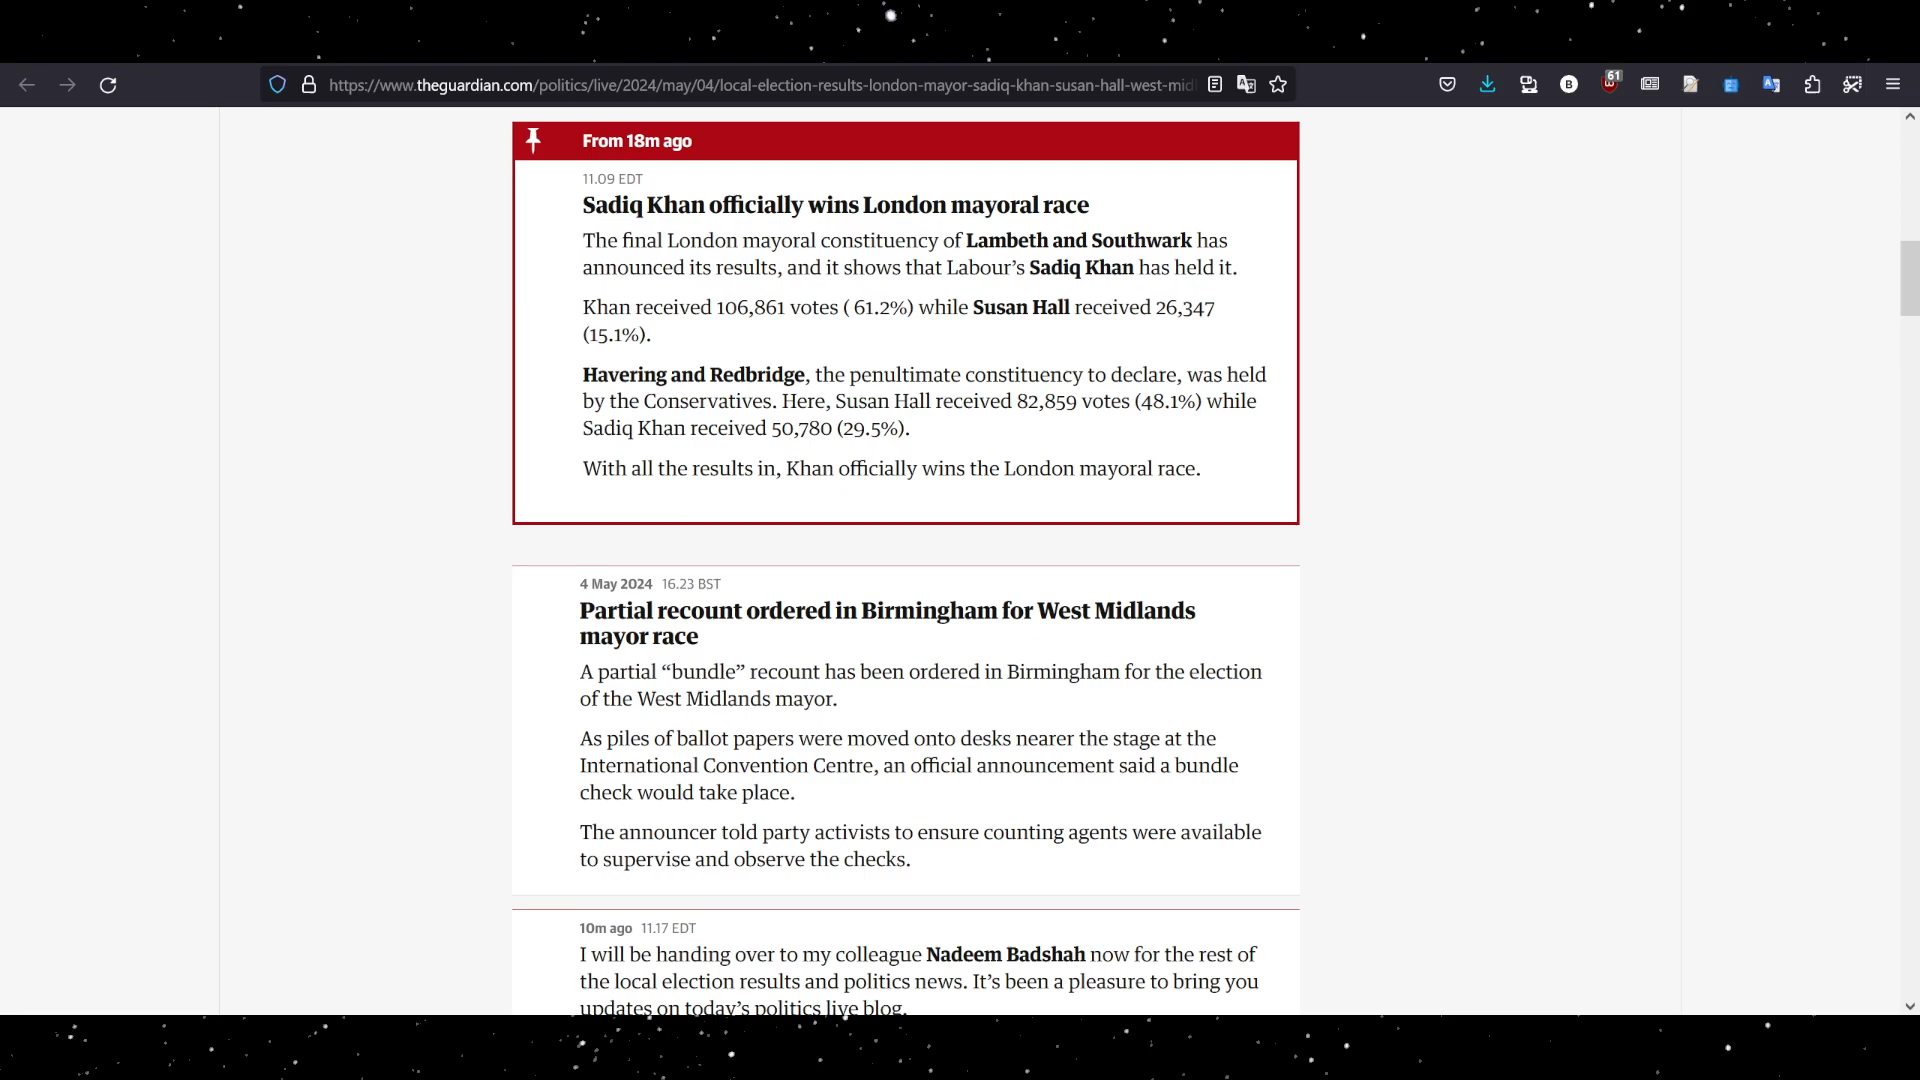 https://www.theguardian.com/politics/live/2024/may/04/local-election-results-london-mayor-sadiq-khan-susan-hall-west-mid
B
61
From 18m ago
11.09 EDT
Sadiq Khan officially wins London mayoral race
The final London mayoral constituency of Lambeth and Southwark has
announced its results, and it shows that Labour’s Sadiq Khan has held it.
Khan received 106,861 votes ( 61.2%) while Susan Hall received 26,347
(15.1%).
Havering and Redbridge, the penultimate constituency to declare, was held
by the Conservatives. Here, Susan Hall received 82,859 votes (48.1%) while
Sadiq Khan received 50,780 (29.5%).
With all the results in, Khan officially wins the London mayoral race.
4 May 2024 16.23 BST
Partial recount ordered in Birmingham for West Midlands
mayor race
A partial “bundle” recount has been ordered in Birmingham for the election
of the West Midlands mayor.
As piles of ballot papers were moved onto desks nearer the stage at the
International Convention Centre, an official announcement said a bundle
check would take place.
The announcer told party activists to ensure counting agents were available
to supervise and observe the checks.
10m ago 11.17 EDT
I will be handing over to my colleague Nadeem Badshah now for the rest of
the local election results and politics news. It’s been a pleasure to bring you
updates on today’s politics live blog.